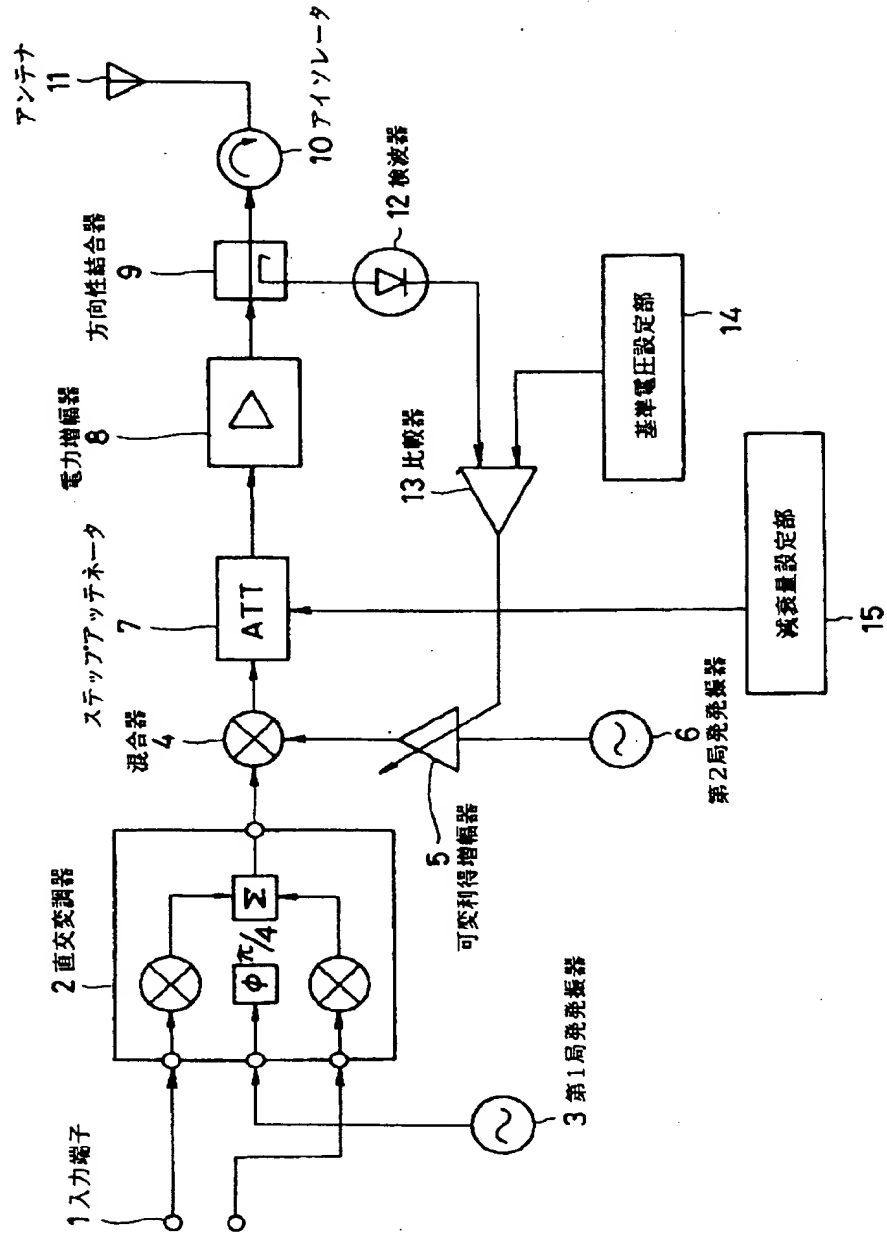 1 入力端子
2 直交変調器
Σ
π/4
φ
3 第1局発発振器
混合器
4
5
可変利得増幅器
6
第2局発発振器
ステップアッテネータ
7
ATT
電力増幅器
8
方向性結合器
9
10 アイソレータ
アンテナ
11
12 検波器
13 比較器
基準電圧設定部
14
減衰量設定部
15